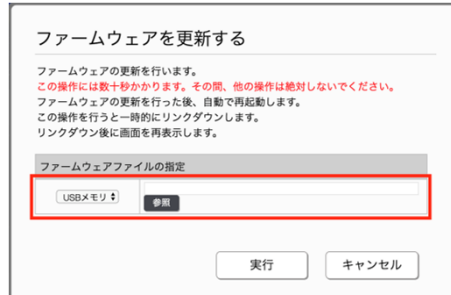 ファームウェアを更新する
ファームウェアの更新を行います。
この操作には数十秒かかります。その間、他の操作は絶対しないでください。
ファームウェアの更新を行った後、自動で再起動します。
この操作を行うと一時的にリンクダウンします。
リンクダウン後に画面を再表示します。
ファームウェアファイルの指定
USBメモリ
参照
実行 キャンセル